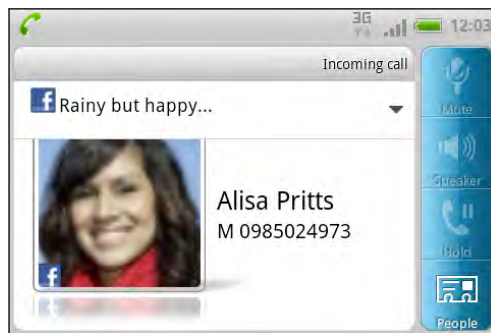 3G
12:03
Incoming call
f Rainy but happy...
Alisa Pritts
M 0985024973
f
Mute
Speaker
Hold
People